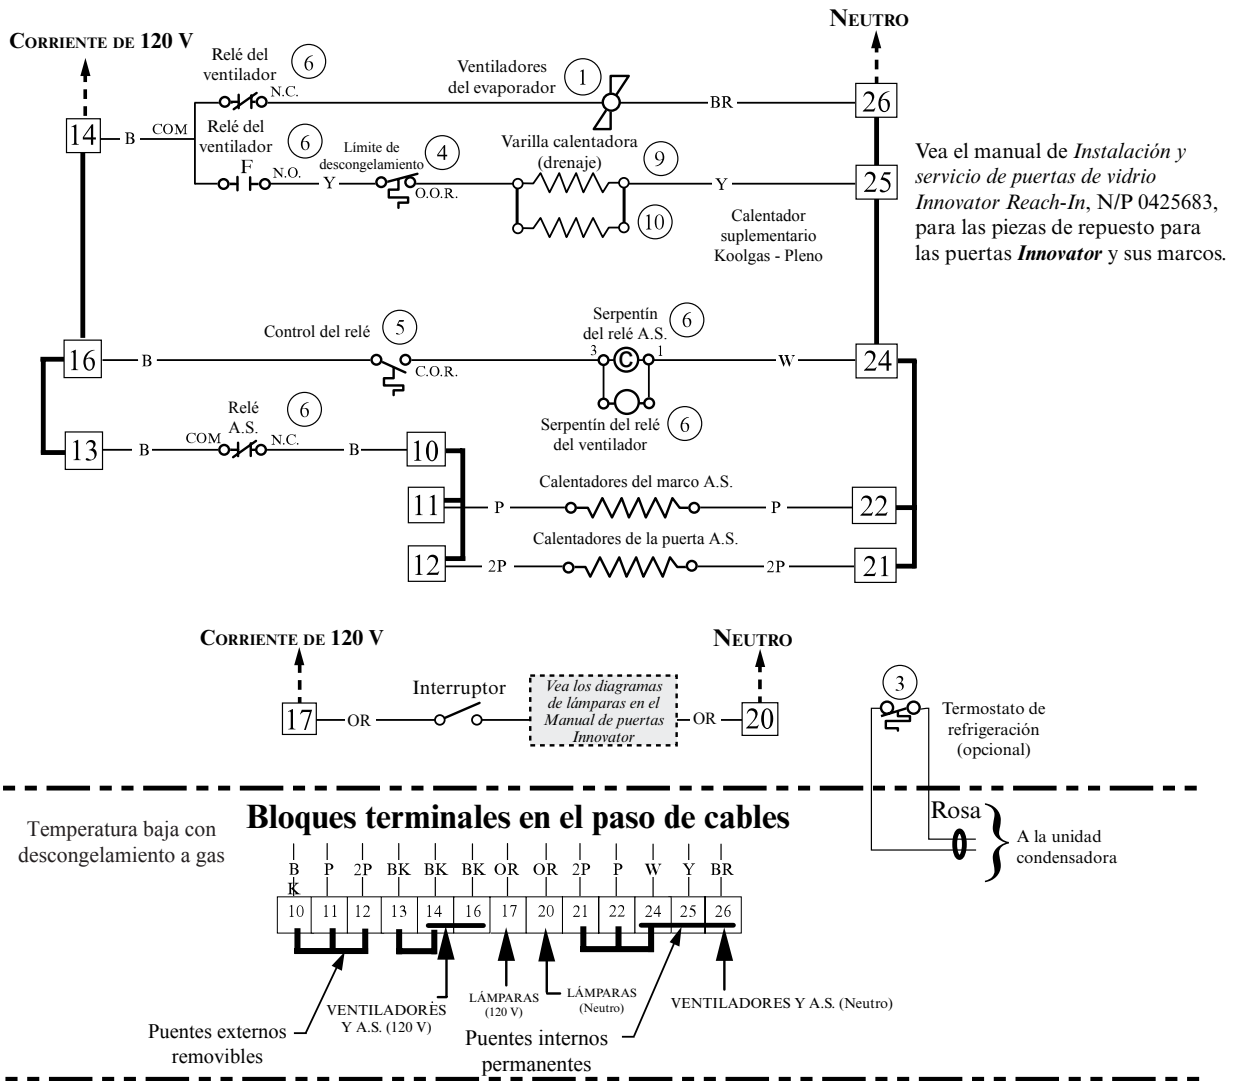 NEUTRO
CORRIENTE DE 120 V
Relé del
ventilador
6
N.C.
Ventiladores
del evaporador
1
BR
26
14
B
COM
Relé del
ventilador
F
6
N.O.
Y
Límite de
descongelamiento
4
O.O.R.
Varilla calentadora
(drenaje)
9
10
Y
25
Calentador
suplementario
Koolgas - Pleno
Vea el manual de Instalación y
servicio de puertas de vidrio
Innovator Reach-In, N/P 0425683,
para las piezas de repuesto para
las puertas Innovator y sus marcos.
16
B
Control del relé
5
C.O.R.
Serpentín
del relé A.S.
6
3
C
1
W
24
Serpentín del relé
del ventilador
6
13
B
COM
Relé
A.S.
6
N.C.
B
10
11
P
Calentadores del marco A.S.
P
22
12
2P
Calentadores de la puerta A.S.
2P
21
CORRIENTE DE 120 V
NEUTRO
17
OR
Interruptor
Vea los diagramas
de lámparas en el
Manual de puertas
Innovator
OR
20
3
Termostato de
refrigeración
(opcional)
Temperatura baja con
descongelamiento a gas
Bloques terminales en el paso de cables
Rosa
A la unidad
condensadora
B K P 2P BK BK BK OR OR 2P P W Y BR
10 11 12 13 14 16 17 20 21 22 24 25 26
Puentes externos
removibles
VENTILADORES
Y A.S. (120 V)
LÁMPARAS
(120 V)
LÁMPARAS
(Neutro)
Puentes internos
permanentes
VENTILADORES Y A.S. (Neutro)